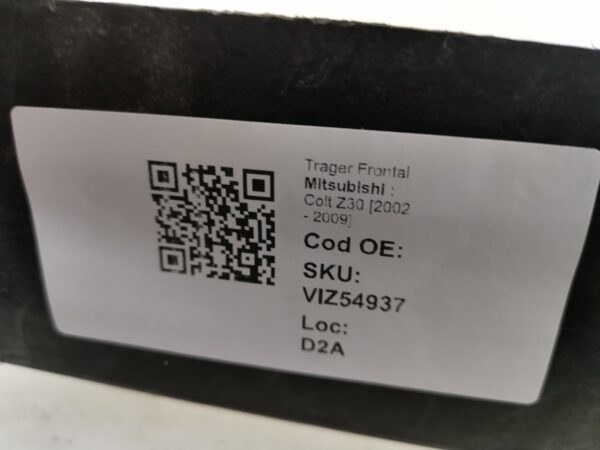 Trager Frontal
Mitsubishi :
Colt Z30 [2002
- 2009]
Cod OE:
SKU:
VIZ54937
Loc:
D2A